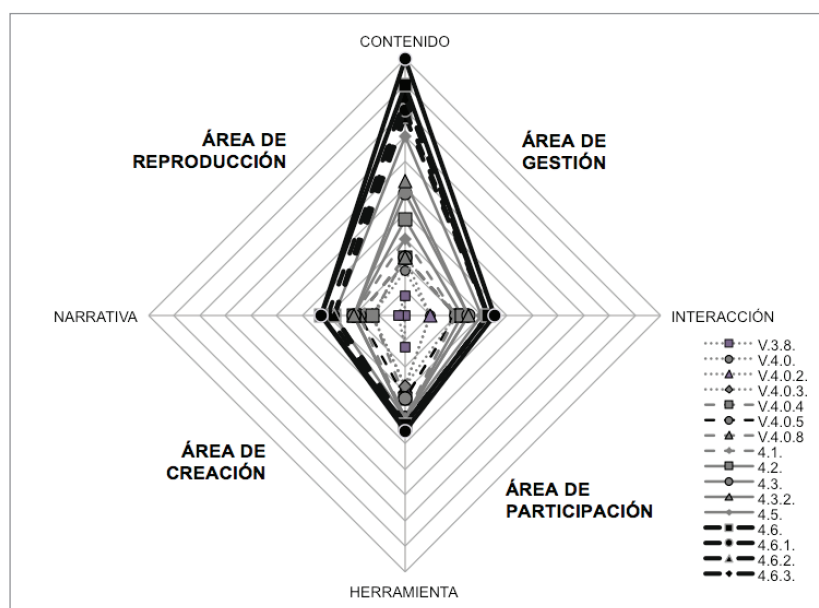 CONTENIDO
ÁREA DE
REPRODUCCIÓN
ÁREA DE
GESTIÓN
NARRATIVA
INTERACCIÓN
V.3.8.
V.4.0.
V.4.0.2.
V.4.0.3.
V.4.0.4
V.4.0.5
V.4.0.8
4.1.
4.2.
4.3.
4.3.2.
4.5.
4.6.
4.6.1.
4.6.2.
4.6.3.
ÁREA DE
CREACIÓN
ÁREA DE
PARTICIPACIÓN
HERRAMIENTA